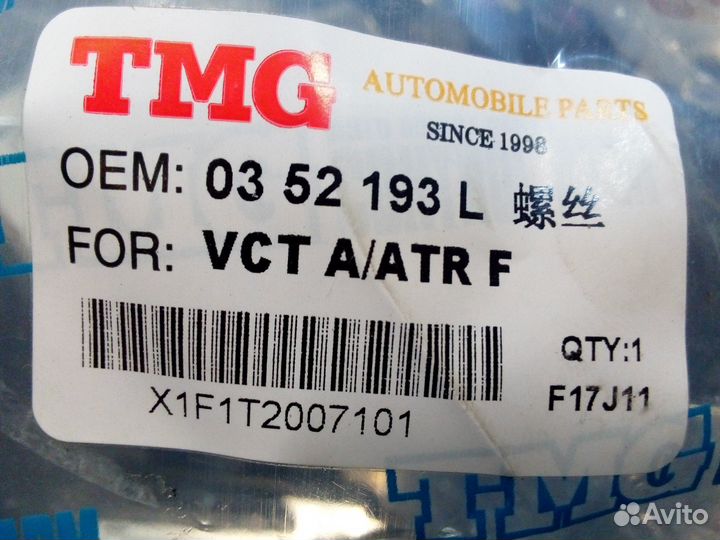 TMG AUTOMOBILE PARTS
SINCE 1998
OEM: 03 52 193 L 螺丝
FOR: VCT A/ATR F
QTY:1
X1F1T2007101 F17J11
TMG
Avito